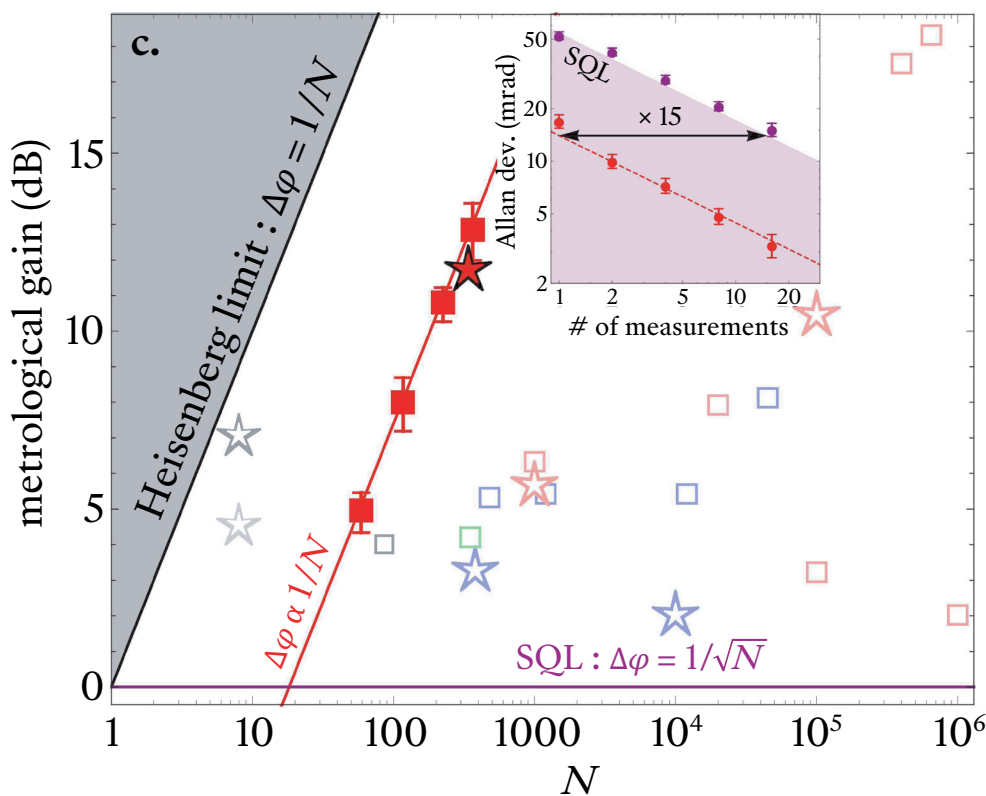 c.
metrological gain (dB)
15
10
5
0
Heisenberg limit : Δφ = 1/N
Δφ α 1/N
SQL : Δφ = 1/√N
1
10
100
1000
10⁴
10⁵
10⁶
N
Allan dev. (mrad)
50
20
10
5
2
SQL
× 15
1
2
5
10
20
# of measurements